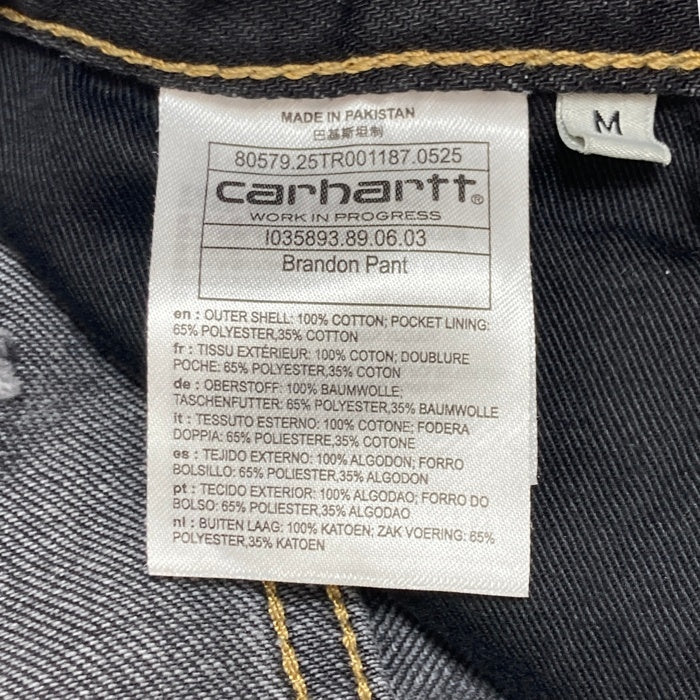 MADE IN PAKISTAN
巴基斯坦制
80579.25TR001187.0525
carhartt®
WORK IN PROGRESS
I035893.89.06.03
Brandon Pant
en : OUTER SHELL: 100% COTTON; POCKET LINING:
65% POLYESTER,35% COTTON
fr : TISSU EXTÉRIEUR: 100% COTON; DOUBLURE
POCHE: 65% POLYESTER,35% COTON
de : OBERSTOFF: 100% BAUMWOLLE;
TASCHENFUTTER: 65% POLYESTER,35% BAUMWOLLE
it : TESSUTO ESTERNO: 100% COTONE; FODERA
DOPPIA: 65% POLIESTERE,35% COTONE
es : TEJIDO EXTERNO: 100% ALGODON; FORRO
BOLSILLO: 65% POLIESTER,35% ALGODON
pt : TECIDO EXTERIOR: 100% ALGODAO; FORRO DO
BOLSO: 65% POLIESTER,35% ALGODAO
nl : BUITEN LAAG: 100% KATOEN; ZAK VOERING: 65%
POLYESTER,35% KATOEN
M